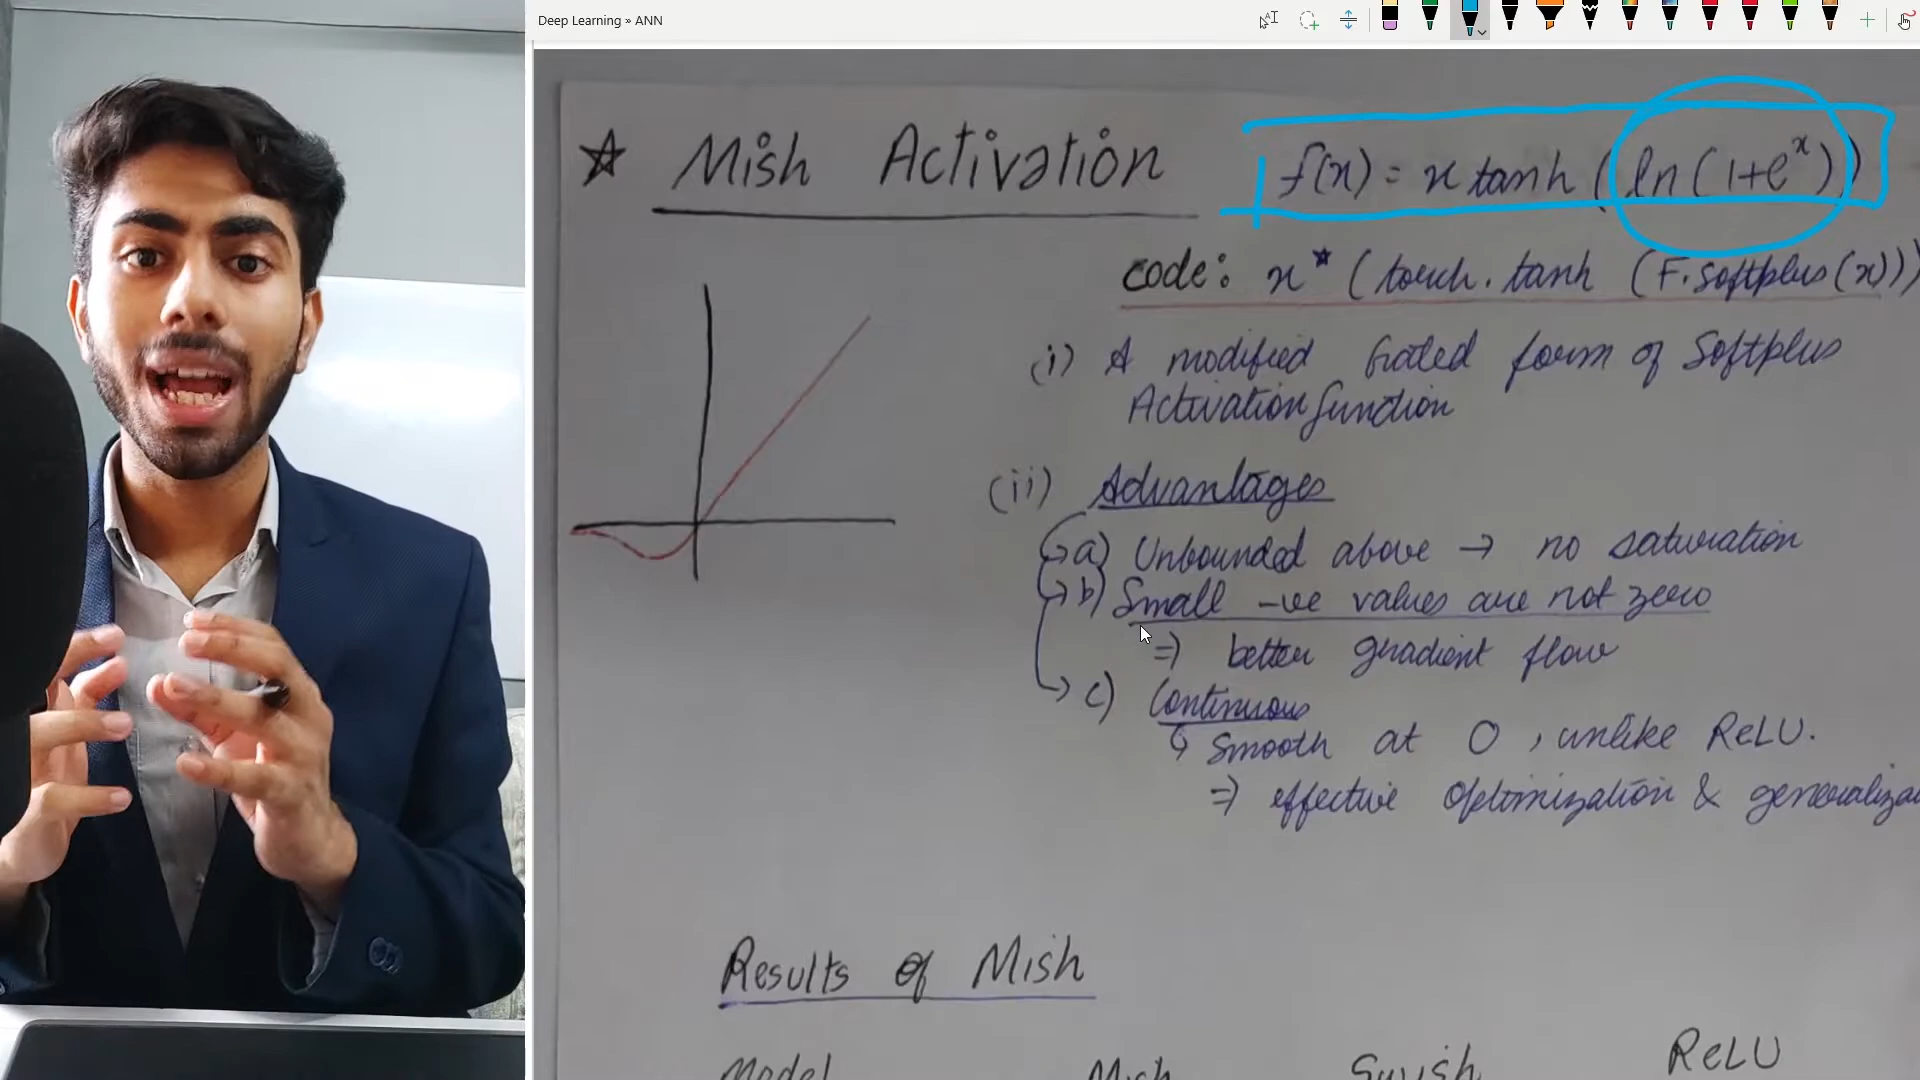 Deep Learning » ANN
☆ Mish Activation f(x) = x tanh (ln(1+e^x))
code: x * (torch.tanh (F.softplus(x)))
(i) A modified Gated form of Softplus
Activation function
(ii) Advantages
a) Unbounded above → no saturation
b) Small -ve values are not zero
⇒ better gradient flow
c) Continuous
↳ Smooth at 0, unlike ReLU.
⇒ effective Optimization &
Results of Mish
Model Mish Swish ReLU